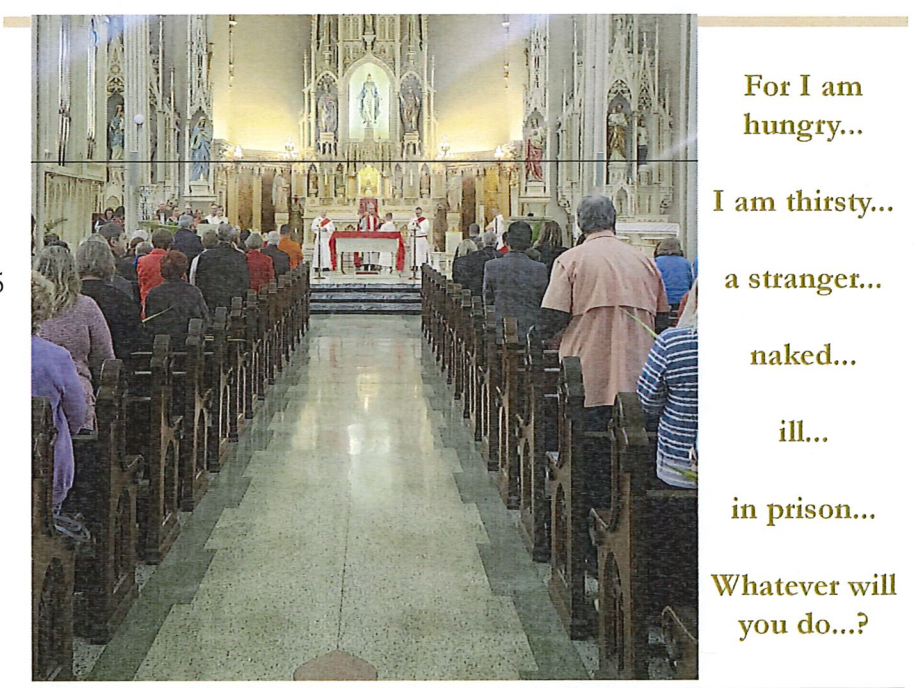 For I am
hungry...
I am thirsty...
a stranger...
naked...
ill...
in prison...
Whatever will
you do...?